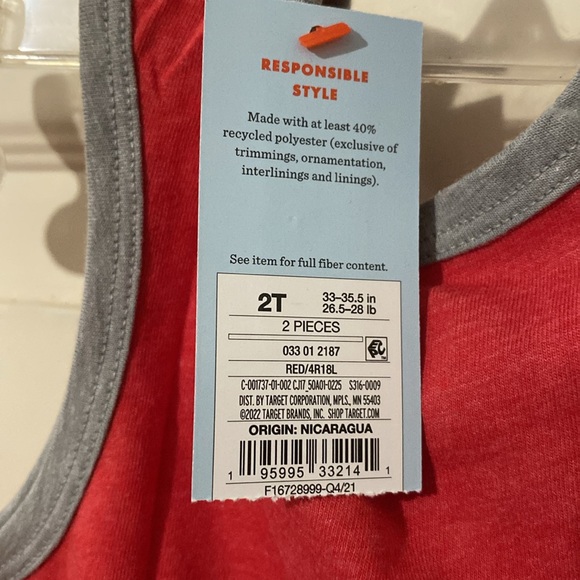 RESPONSIBLE
STYLE
Made with at least 40%
recycled polyester (exclusive of
trimmings, ornamentation,
interlinings and linings).
See item for full fiber content.
2T 33–35.5 in
26.5–28 lb
2 PIECES
033 01 2187
RED/4R18L
C-001737-01-002 CJ17_50A01-0225 S316-0009
DIST. BY TARGET CORPORATION, MPLS., MN 55403
©2022 TARGET BRANDS, INC. SHOP TARGET.COM
ORIGIN: NICARAGUA
1 95995 33214 1
F16728999-Q4/21